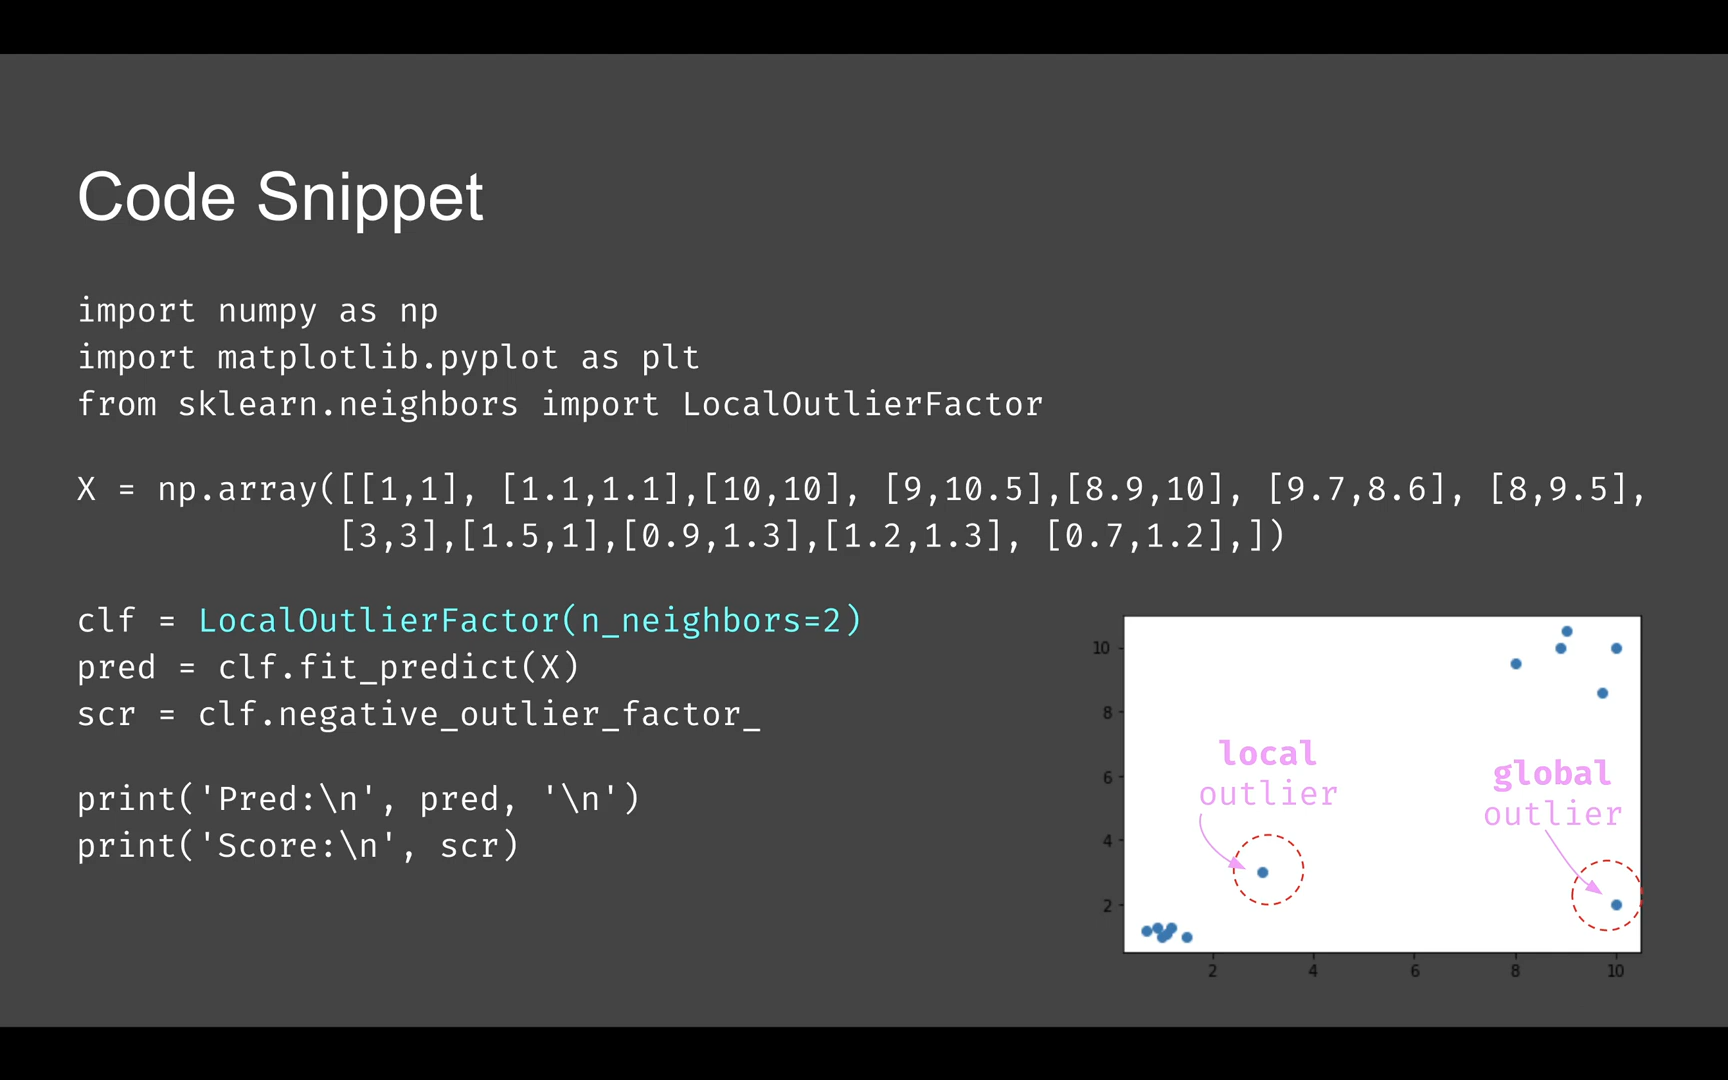 Code Snippet
import numpy as np
import matplotlib.pyplot as plt
from sklearn.neighbors import LocalOutlierFactor
X = np.array([[1,1], [1.1,1.1],[10,10], [9,10.5],[8.9,10], [9.7,8.6], [8,9.5],
[3,3],[1.5,1],[0.9,1.3],[1.2,1.3], [0.7,1.2],])
clf = LocalOutlierFactor(n_neighbors=2)
pred = clf.fit_predict(X)
scr = clf.negative_outlier_factor_
print('Pred:\n', pred, '\n')
print('Score:\n', scr)
10
8
6
4
2
local
outlier
global
outlier
2 4 6 8 10